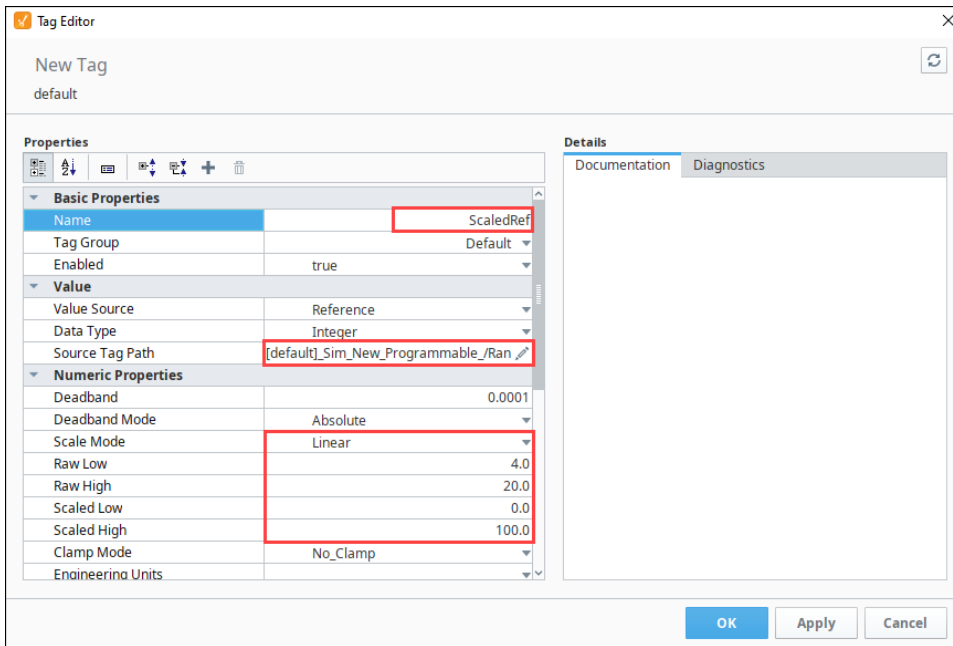 Tag Editor
New Tag
default
Properties
Details
Documentation Diagnostics
Basic Properties
Name ScaledRef
Tag Group Default
Enabled true
Value
Value Source Reference
Data Type Integer
Source Tag Path [default]_Sim_New_Programmable_/Ran
Numeric Properties
Deadband 0.0001
Deadband Mode Absolute
Scale Mode Linear
Raw Low 4.0
Raw High 20.0
Scaled Low 0.0
Scaled High 100.0
Clamp Mode No_Clamp
Engineering Units
OK Apply Cancel